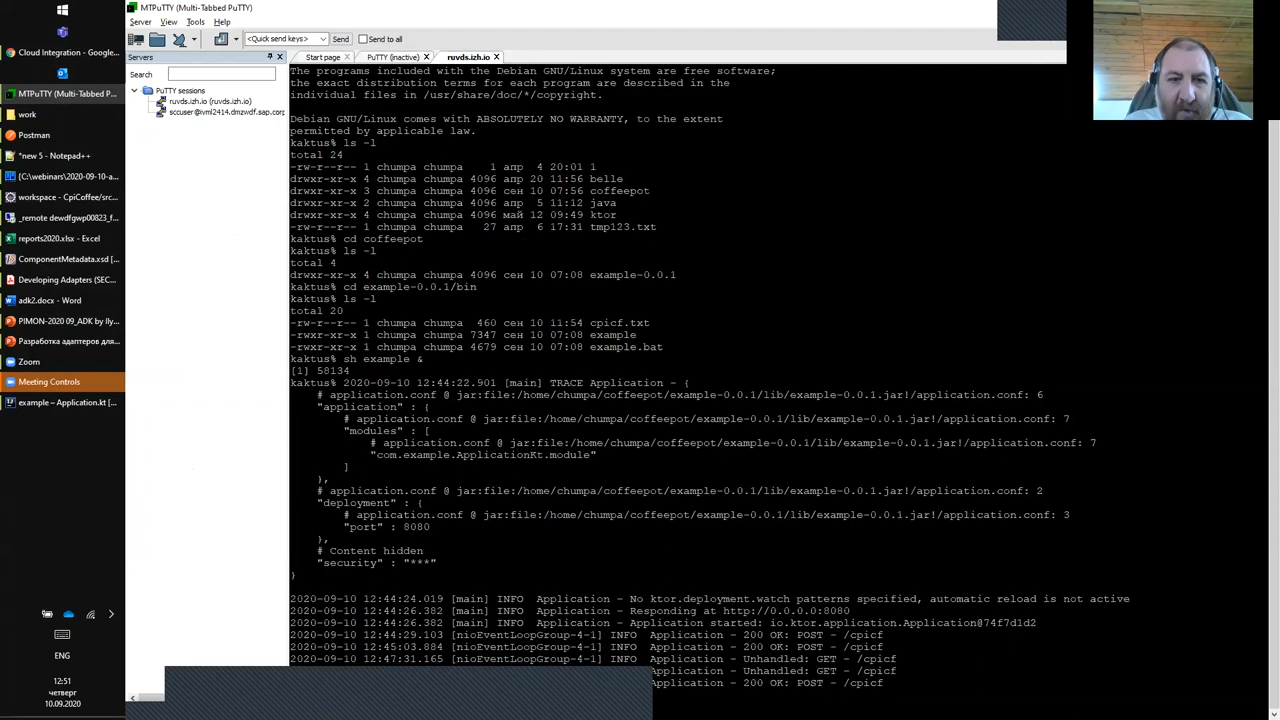 MTPuTTY (Multi-Tabbed PuTTY)
Server View Tools Help
<Quick send keys> Send Send to all
Servers
Start page PuTTY (inactive) ruvds.izh.io
Search
PuTTY sessions
ruvds.izh.io (ruvds.izh.io)
sccuser@ivml2414.dmzwdf.sap.corp
Cloud Integration - Google...
MTPuTTY (Multi-Tabbed P...
work
Postman
*new 5 - Notepad++
[C:\webinars\2020-09-10 A...
workspace - CpiCoffee/src...
_remote dewdfgwp00823_f...
reports2020.xlsx - Excel
ComponentMetadata.xsd [...
Developing Adapters (SEC...
adk2.docx - Word
PIMON-2020-09_ADK by Ily...
Разработка адаптеров для...
Zoom
Meeting Controls
example – Application.kt [...
ENG
12:51
четверг
10.09.2020
The programs included with the Debian GNU/Linux system are free software;
the exact distribution terms for each program are described in the
individual files in /usr/share/doc/*/copyright.
Debian GNU/Linux comes with ABSOLUTELY NO WARRANTY, to the extent
permitted by applicable law.
kaktus% ls -l
total 24
-rw-r--r-- 1 chumpa chumpa    1 апр  4 20:01 1
drwxr-xr-x 4 chumpa chumpa 4096 апр 20 11:56 belle
drwxr-xr-x 3 chumpa chumpa 4096 сен 10 07:56 coffeepot
drwxr-xr-x 2 chumpa chumpa 4096 апр  5 11:12 java
drwxr-xr-x 4 chumpa chumpa 4096 май 12 09:49 ktor
-rw-r--r-- 1 chumpa chumpa   27 апр  6 17:31 tmp123.txt
kaktus% cd coffeepot
kaktus% ls -l
total 4
drwxr-xr-x 4 chumpa chumpa 4096 сен 10 07:08 example-0.0.1
kaktus% cd example-0.0.1/bin
kaktus% ls -l
total 20
-rw-r--r-- 1 chumpa chumpa  460 сен 10 11:54 cpicf.txt
-rwxr-xr-x 1 chumpa chumpa 7347 сен 10 07:08 example
-rwxr-xr-x 1 chumpa chumpa 4679 сен 10 07:08 example.bat
kaktus% sh example &
[1] 58134
kaktus% 2020-09-10 12:44:22.901 [main] TRACE Application - {
# application.conf @ jar:file:/home/chumpa/coffeepot/example-0.0.1/lib/example-0.0.1.jar!/application.conf: 6
"application" : {
# application.conf @ jar:file:/home/chumpa/coffeepot/example-0.0.1/lib/example-0.0.1.jar!/application.conf: 7
"modules" : [
# application.conf @ jar:file:/home/chumpa/coffeepot/example-0.0.1/lib/example-0.0.1.jar!/application.conf: 7
"com.example.ApplicationKt.module"
]
},
# application.conf @ jar:file:/home/chumpa/coffeepot/example-0.0.1/lib/example-0.0.1.jar!/application.conf: 2
"deployment" : {
# application.conf @ jar:file:/home/chumpa/coffeepot/example-0.0.1/lib/example-0.0.1.jar!/application.conf: 3
"port" : 8080
},
# Content hidden
"security" : "***"
}
2020-09-10 12:44:24.019 [main] INFO  Application - No ktor.deployment.watch patterns specified, automatic reload is not active
2020-09-10 12:44:26.382 [main] INFO  Application - Responding at http://0.0.0.0:8080
2020-09-10 12:44:26.382 [main] INFO  Application - Application started: io.ktor.application.Application@74f7d1d2
2020-09-10 12:44:29.103 [nioEventLoopGroup-4-1] INFO  Application - 200 OK: POST - /cpicf
2020-09-10 12:45:03.884 [nioEventLoopGroup-4-1] INFO  Application - 200 OK: POST - /cpicf
2020-09-10 12:47:31.165 [nioEventLoopGroup-4-1] INFO  Application - Unhandled: GET - /cpicf
Application - Unhandled: GET - /cpicf
Application - 200 OK: POST - /cpicf